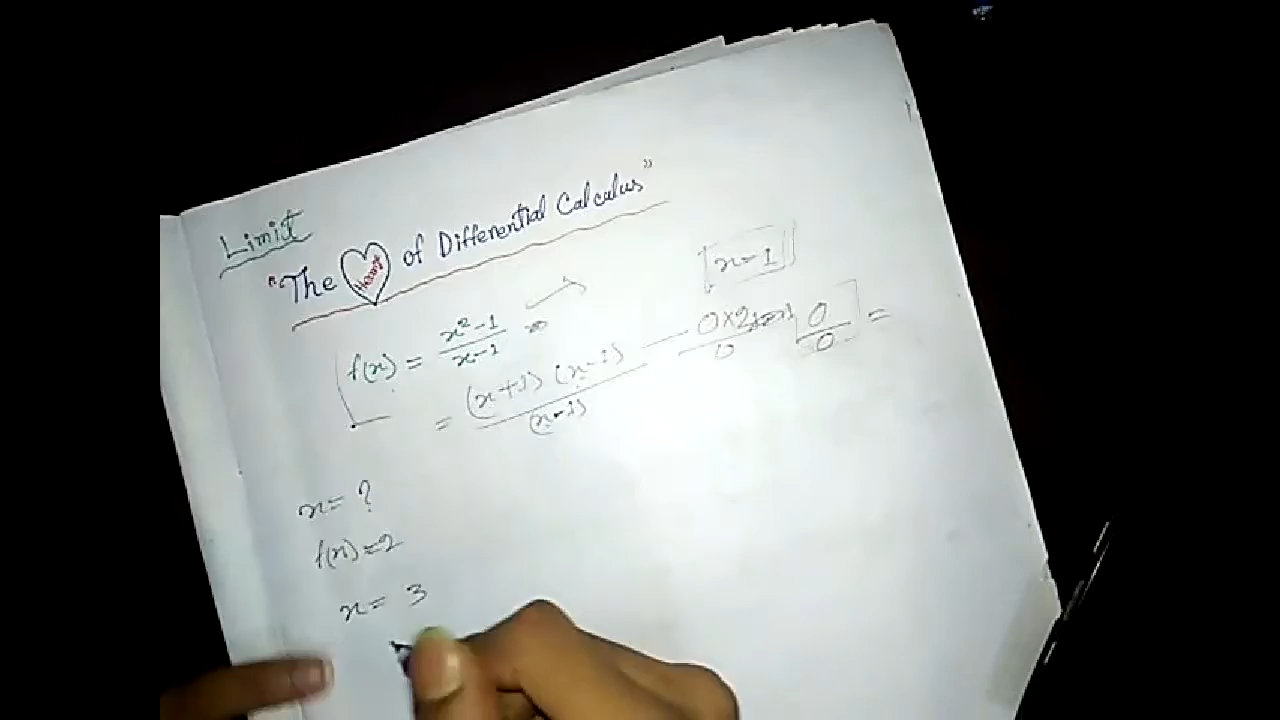 Limit
"The Heart of Differential Calculus"
x=1
f(x) = x²-1 / x-1
= (x+1) (x-1) / (x-1)
0/0 =
x = ?
f(x)=2
x = 3